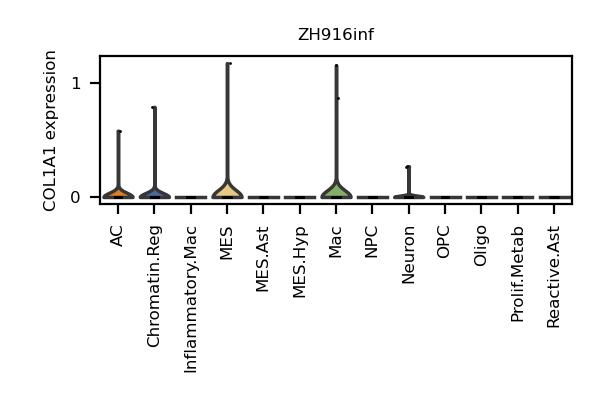 ZH916inf
COL1A1 expression
1
0
AC
Chromatin.Reg
Inflammatory.Mac
MES
MES.Ast
MES.Hyp
Mac
NPC
Neuron
OPC
Oligo
Prolif.Metab
Reactive.Ast